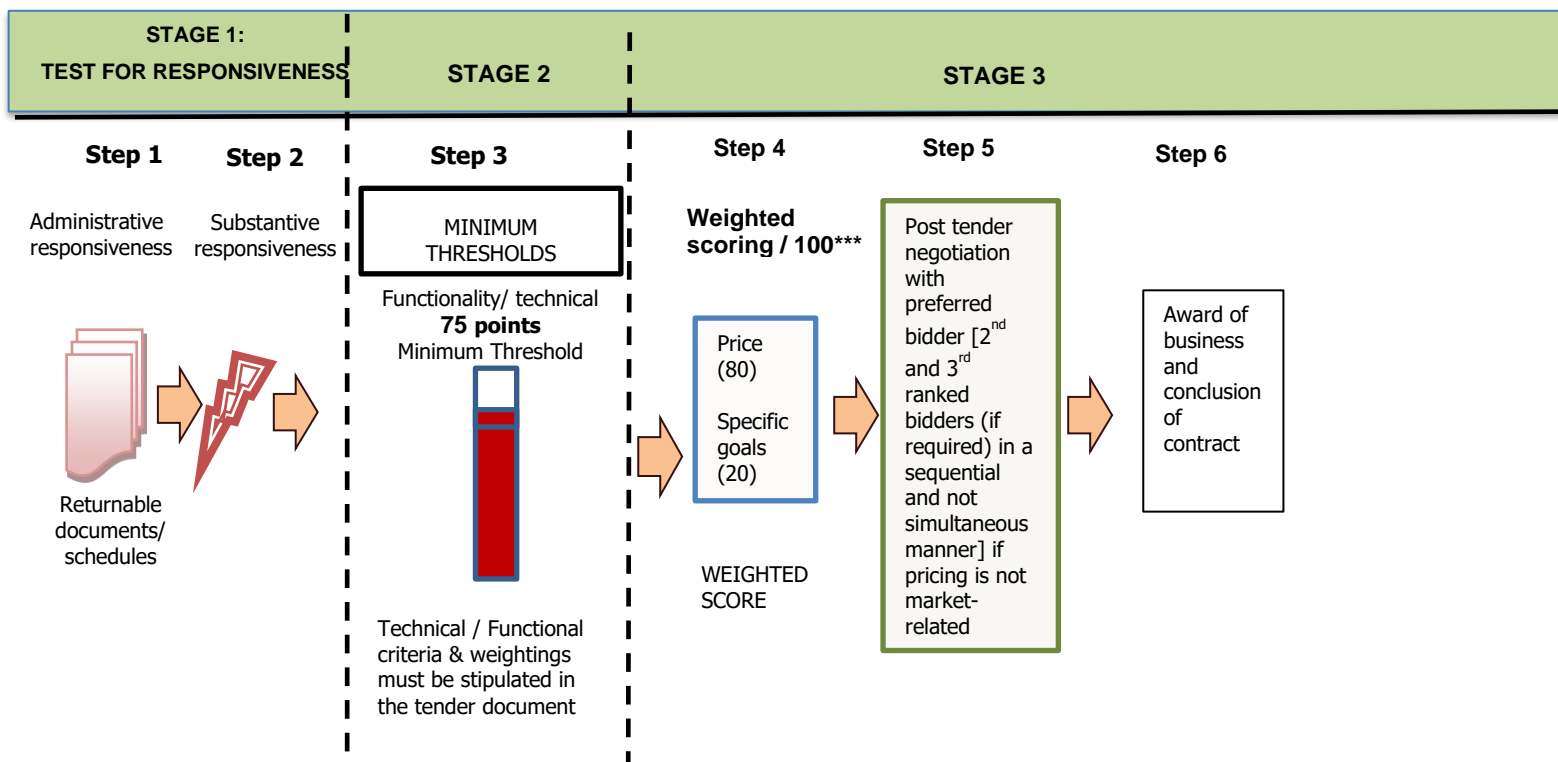 STAGE 1:
TEST FOR RESPONSIVENESS
STAGE 2
STAGE 3
Step 1
Step 2
Step 3
Step 4
Step 5
Step 6
Administrative
responsiveness
Substantive
responsiveness
Returnable
documents/
schedules
MINIMUM
THRESHOLDS
Functionality/ technical
75 points
Minimum Threshold
Technical / Functional
criteria & weightings
must be stipulated in
the tender document
Weighted
scoring / 100***
Price
(80)
Specific
goals
(20)
WEIGHTED
SCORE
Post tender
negotiation
with
preferred
bidder [2nd
and 3rd
ranked
bidders (if
required) in a
sequential
and not
simultaneous
manner] if
pricing is not
market-
related
Award of
business
and
conclusion
of
contract